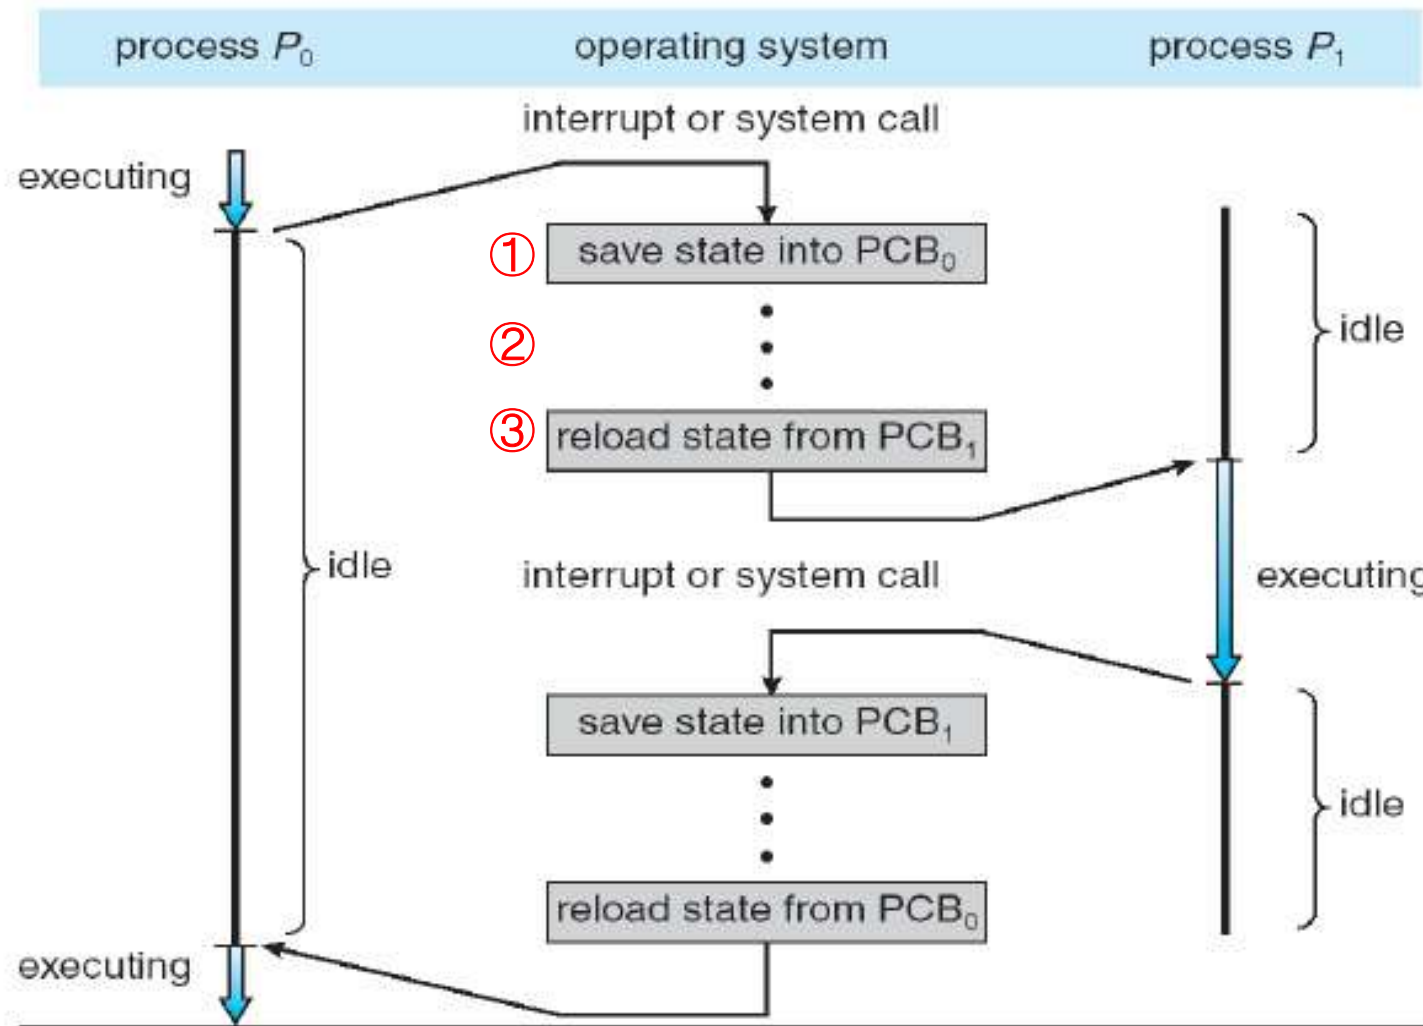 process P₀ operating system process P₁
interrupt or system call
executing
① save state into PCB₀
②
idle
③ reload state from PCB₁
idle
interrupt or system call
executing
save state into PCB₁
idle
reload state from PCB₀
executing